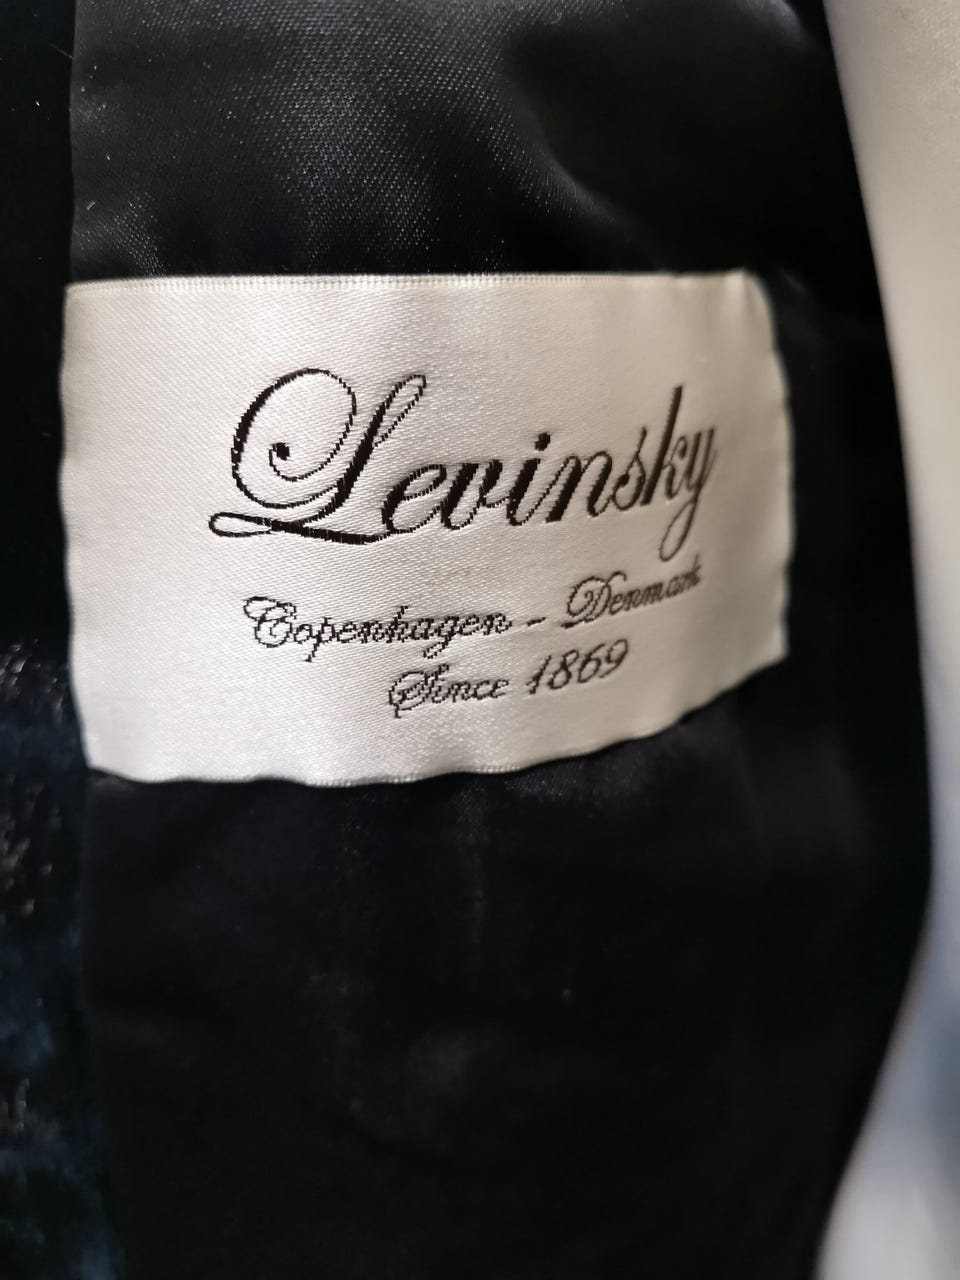 Levinsky
Copenhagen - Denmark
Since 1869